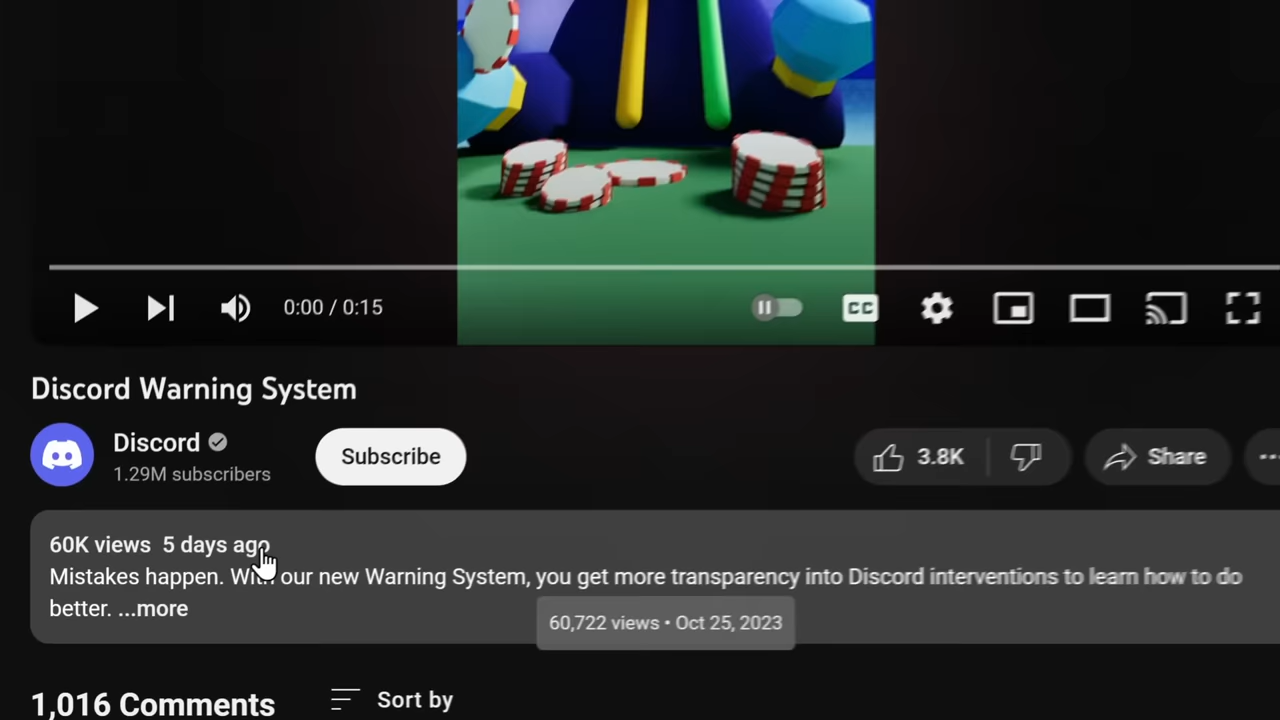 0:00 / 0:15
CC
Discord Warning System
Discord
1.29M subscribers
Subscribe
3.8K
Share
60K views 5 days ago
Mistakes happen. With our new Warning System, you get more transparency into Discord interventions to learn how to do
better. ...more
60,722 views • Oct 25, 2023
1,016 Comments
Sort by